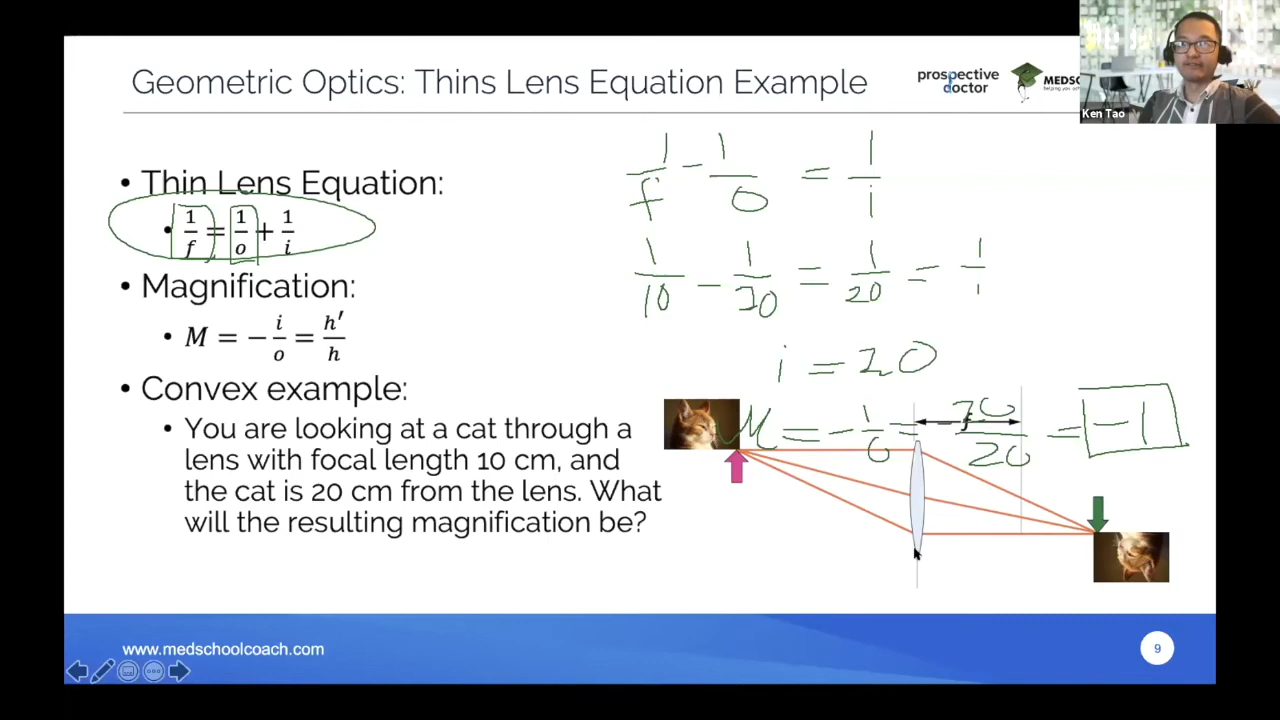 Geometric Optics: Thins Lens Equation Example
prospective
doctor
Ken Tao
• Thin Lens Equation:
• 1/f = 1/o + 1/i
• Magnification:
• M = −i/o = h′/h
• Convex example:
• You are looking at a cat through a
lens with focal length 10 cm, and
the cat is 20 cm from the lens. What
will the resulting magnification be?
1/f − 1/o = 1/i
1/10 − 1/20 = 1/20 = 1/i
i = 20
f
M = −i/o = −20/20 = −1
www.medschoolcoach.com
9